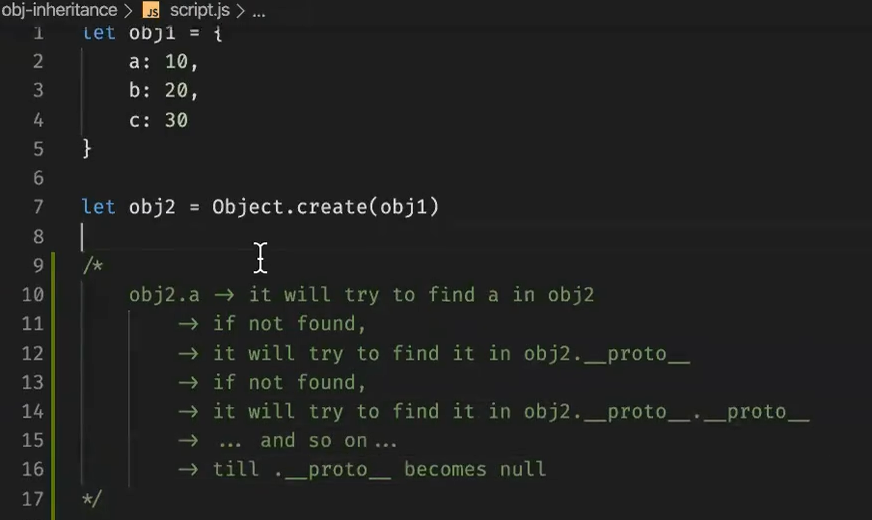 obj-inheritance > JS script.js > ...
1 let obj1 = {
2 a: 10,
3 b: 20,
4 c: 30
5 }
6
7 let obj2 = Object.create(obj1)
8
9 /*
10 obj2.a -> it will try to find a in obj2
11 -> if not found,
12 -> it will try to find it in obj2.__proto__
13 -> if not found,
14 -> it will try to find it in obj2.__proto__.__proto__
15 -> ... and so on...
16 -> till .__proto__ becomes null
17 */